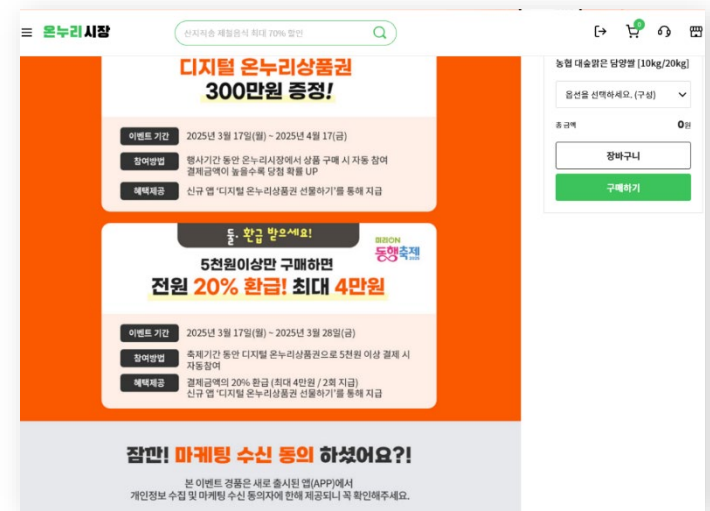 온누리시장
산지직송 제철음식 최대 70% 할인
디지털 온누리상품권
300만원 증정!
이벤트 기간 2025년 3월 17일(월) ~ 2025년 4월 17(금)
참여방법 행사기간 동안 온누리시장에서 상품 구매 시 자동 참여
결제금액이 높을수록 당첨 확률 UP
혜택제공 신규 앱 '디지털 온누리상품권 선물하기'를 통해 지급
둘. 환급 받으세요!
동행축제
5천원이상만 구매하면
전원 20% 환급! 최대 4만원
이벤트 기간 2025년 3월 17일(월) ~ 2025년 3월 28일(금)
참여방법 축제기간 동안 디지털 온누리상품권으로 5천원 이상 결제 시
자동참여
혜택제공 결제금액의 20% 환급 (최대 4만원 / 2회 지급)
신규 앱 '디지털 온누리상품권 선물하기'를 통해 지급
잠깐! 마케팅 수신 동의 하셨어요?!
본 이벤트 경품은 새로 출시된 앱(APP)에서
개인정보 수집 및 마케팅 수신 동의자에 한해 제공되니 꼭 확인해주세요.
농협 대숲맑은 담양쌀 [10kg/20kg]
옵션을 선택하세요. (구성)
총 금액 0원
장바구니
구매하기